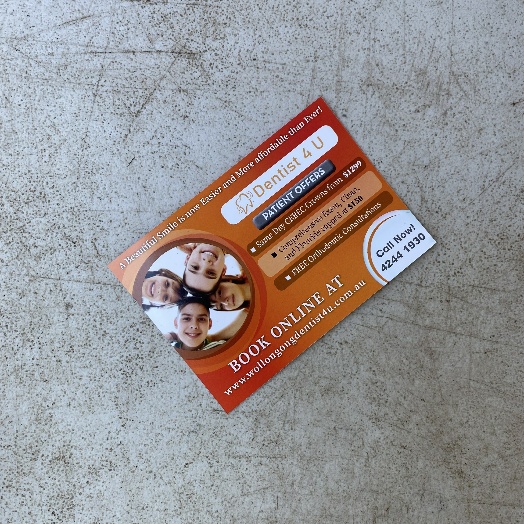 A Beautiful Smile is now Easier and More affordable than Ever!
Dentist 4 U
PATIENT OFFERS
Same Day CEREC Crowns from $1299
Comprehensive Exam, Clean,
and X-rays
at $150
FREE Orthodontic Consultations
Call Now!
4244 1930
BOOK ONLINE AT
www.wollongongdentist4u.com.au